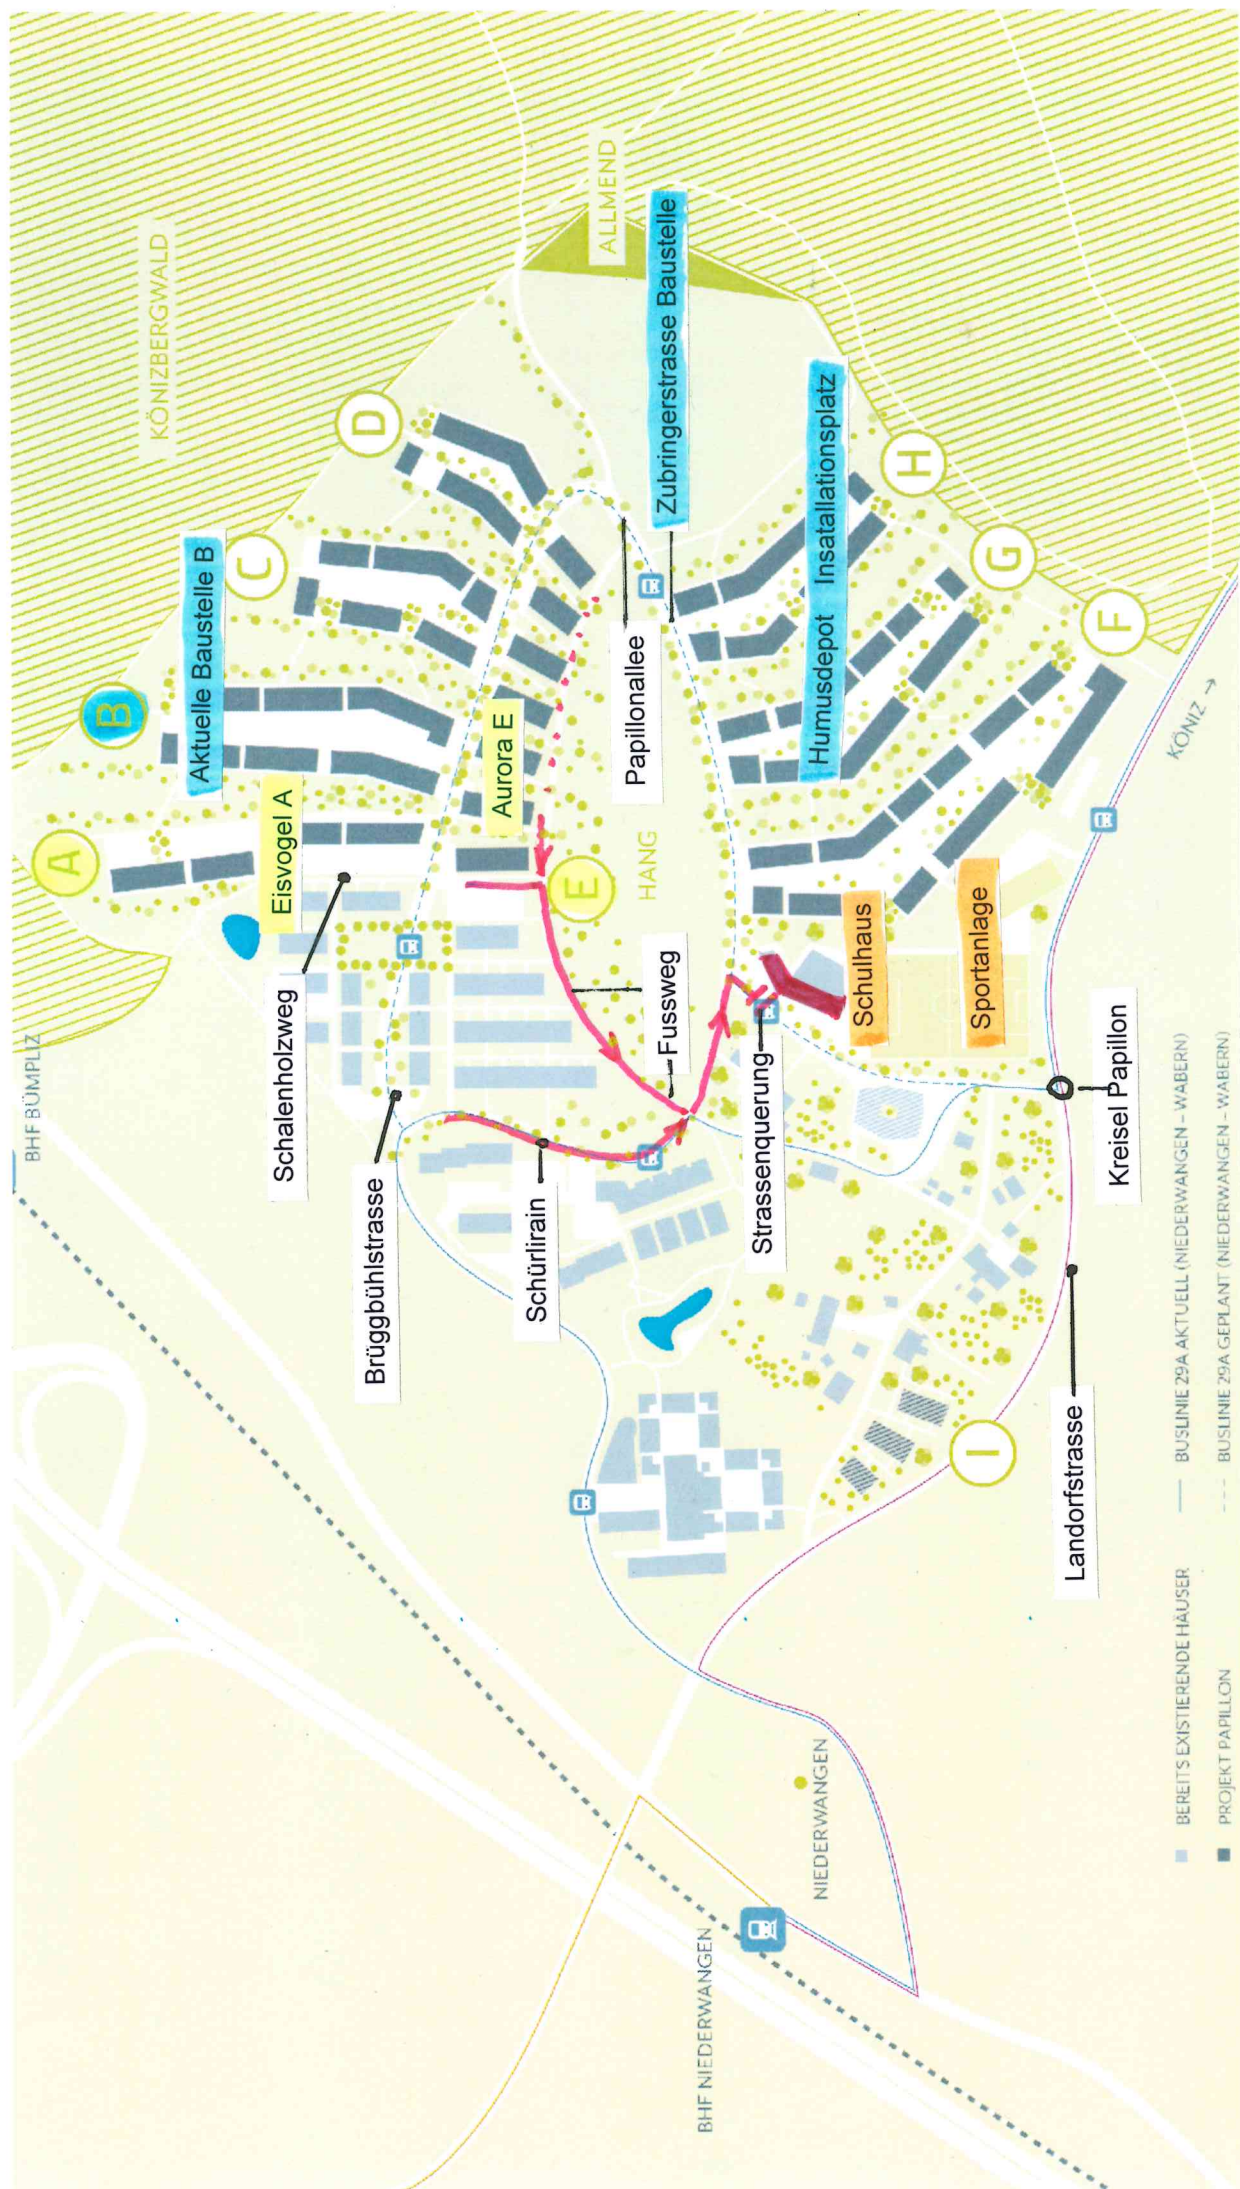 BHF BÜMPLIZ
KÖNIZBERGWALD
ALLMEND
A
B
C
D
Aktuelle Baustelle B
Eisvogel A
Schalenholzweg
Brüggbühlstrasse
Aurora E
Schürlirain
E
HANG
Papillonallee
Zubringerstrasse Baustelle
Fussweg
Strassenquerung
Humusdepot Insatallationsplatz
Schulhaus
Sportanlage
H
G
F
I
Kreisel Papillon
Landorfstrasse
KÖNIZ →
NIEDERWANGEN
BHF NIEDERWANGEN
BEREITS EXISTIERENDE HÄUSER
PROJEKT PAPILLON
BUSLINIE 29A AKTUELL (NIEDERWANGEN – WABERN)
BUSLINIE 29A GEPLANT (NIEDERWANGEN – WABERN)